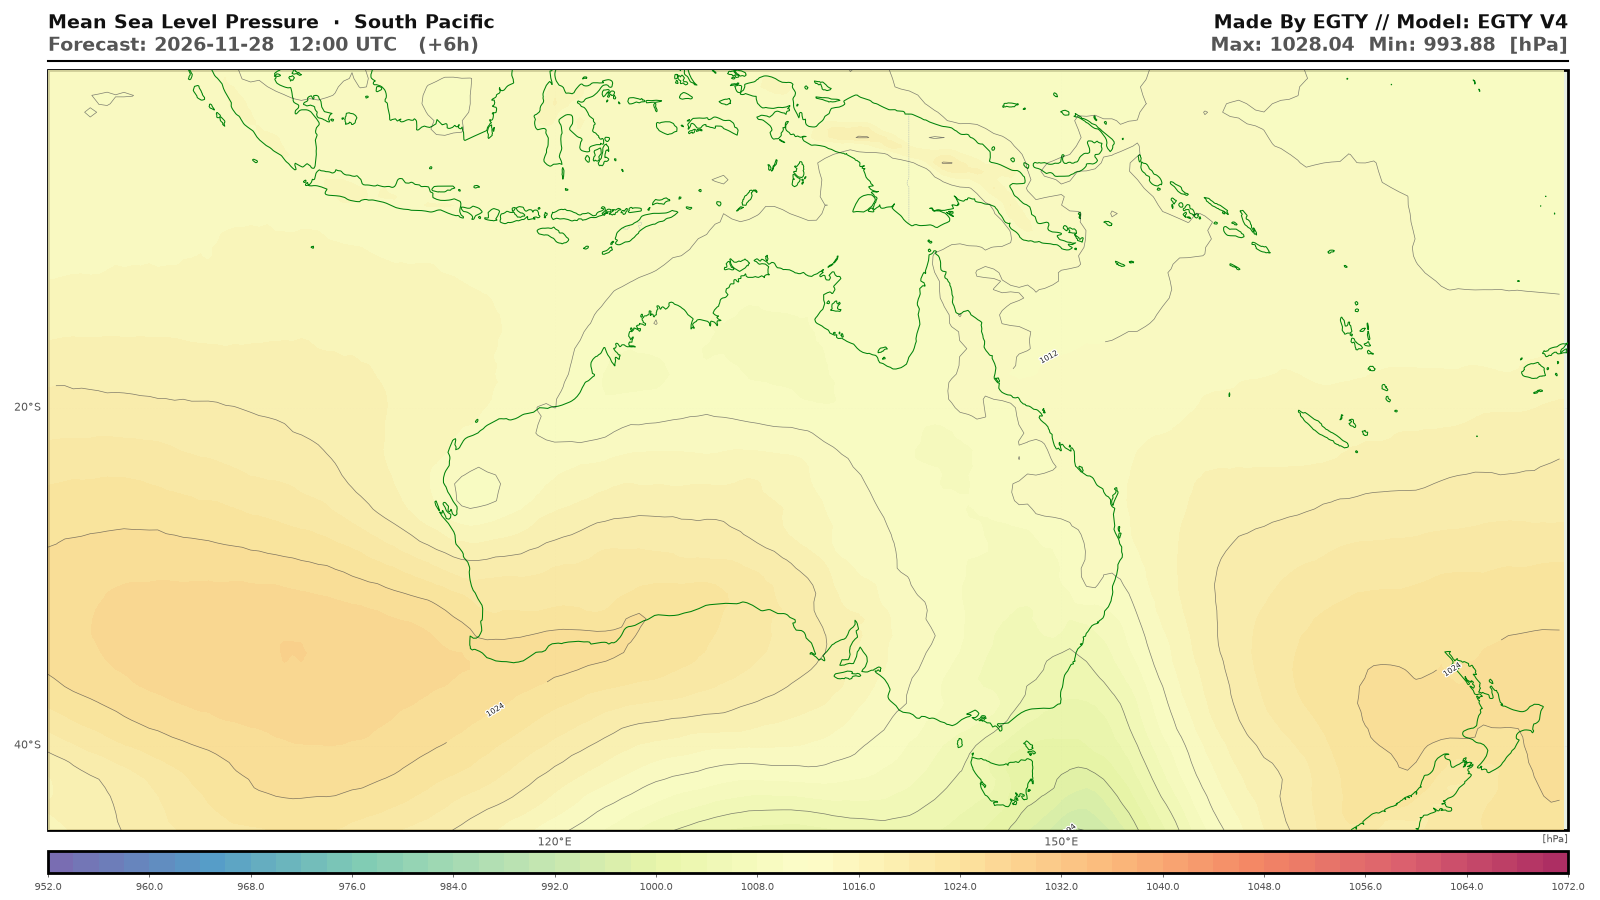 Mean Sea Level Pressure · South Pacific
Made By EGTY // Model: EGTY V4
Forecast: 2026-11-28 12:00 UTC (+6h)
Max: 1028.04 Min: 993.88 [hPa]
1012
20°S
1024
1024
40°S
120°E
150°E
[hPa]
952.0 960.0 968.0 976.0 984.0 992.0 1000.0 1008.0 1016.0 1024.0 1032.0 1040.0 1048.0 1056.0 1064.0 1072.0